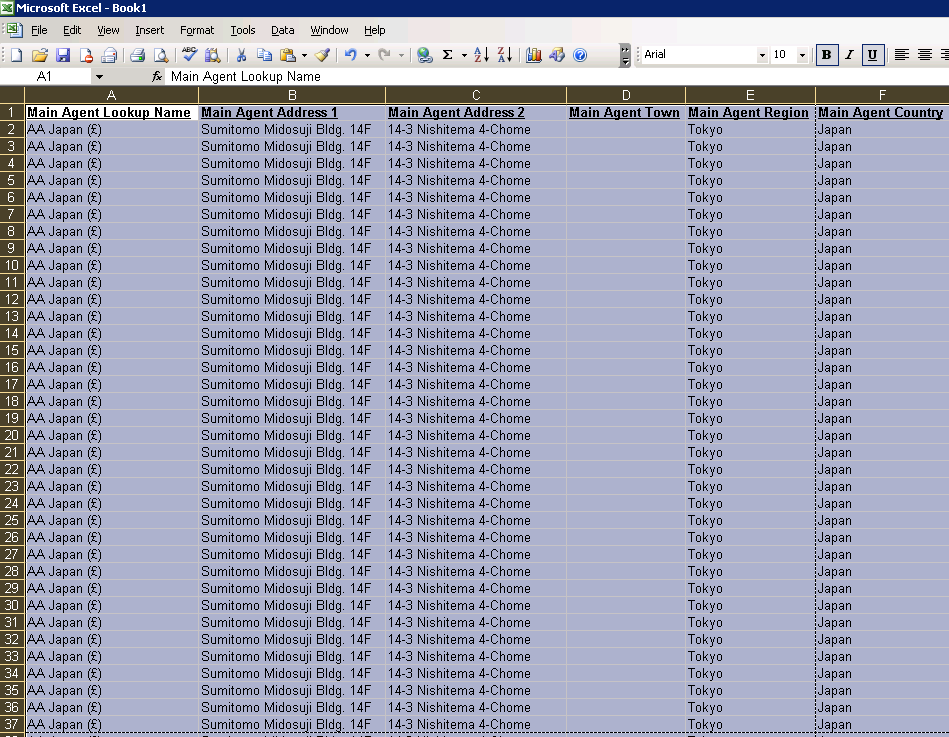 Microsoft Excel - Book1
File Edit View Insert Format Tools Data Window Help
ABC Σ A Z Z A ? Arial 10 B I U
A1 fx Main Agent Lookup Name
A B C D E F
1 Main Agent Lookup Name Main Agent Address 1 Main Agent Address 2 Main Agent Town Main Agent Region Main Agent Country
2 AA Japan (£) Sumitomo Midosuji Bldg. 14F 14-3 Nishitema 4-Chome Tokyo Japan
3 AA Japan (£) Sumitomo Midosuji Bldg. 14F 14-3 Nishitema 4-Chome Tokyo Japan
4 AA Japan (£) Sumitomo Midosuji Bldg. 14F 14-3 Nishitema 4-Chome Tokyo Japan
5 AA Japan (£) Sumitomo Midosuji Bldg. 14F 14-3 Nishitema 4-Chome Tokyo Japan
6 AA Japan (£) Sumitomo Midosuji Bldg. 14F 14-3 Nishitema 4-Chome Tokyo Japan
7 AA Japan (£) Sumitomo Midosuji Bldg. 14F 14-3 Nishitema 4-Chome Tokyo Japan
8 AA Japan (£) Sumitomo Midosuji Bldg. 14F 14-3 Nishitema 4-Chome Tokyo Japan
9 AA Japan (£) Sumitomo Midosuji Bldg. 14F 14-3 Nishitema 4-Chome Tokyo Japan
10 AA Japan (£) Sumitomo Midosuji Bldg. 14F 14-3 Nishitema 4-Chome Tokyo Japan
11 AA Japan (£) Sumitomo Midosuji Bldg. 14F 14-3 Nishitema 4-Chome Tokyo Japan
12 AA Japan (£) Sumitomo Midosuji Bldg. 14F 14-3 Nishitema 4-Chome Tokyo Japan
13 AA Japan (£) Sumitomo Midosuji Bldg. 14F 14-3 Nishitema 4-Chome Tokyo Japan
14 AA Japan (£) Sumitomo Midosuji Bldg. 14F 14-3 Nishitema 4-Chome Tokyo Japan
15 AA Japan (£) Sumitomo Midosuji Bldg. 14F 14-3 Nishitema 4-Chome Tokyo Japan
16 AA Japan (£) Sumitomo Midosuji Bldg. 14F 14-3 Nishitema 4-Chome Tokyo Japan
17 AA Japan (£) Sumitomo Midosuji Bldg. 14F 14-3 Nishitema 4-Chome Tokyo Japan
18 AA Japan (£) Sumitomo Midosuji Bldg. 14F 14-3 Nishitema 4-Chome Tokyo Japan
19 AA Japan (£) Sumitomo Midosuji Bldg. 14F 14-3 Nishitema 4-Chome Tokyo Japan
20 AA Japan (£) Sumitomo Midosuji Bldg. 14F 14-3 Nishitema 4-Chome Tokyo Japan
21 AA Japan (£) Sumitomo Midosuji Bldg. 14F 14-3 Nishitema 4-Chome Tokyo Japan
22 AA Japan (£) Sumitomo Midosuji Bldg. 14F 14-3 Nishitema 4-Chome Tokyo Japan
23 AA Japan (£) Sumitomo Midosuji Bldg. 14F 14-3 Nishitema 4-Chome Tokyo Japan
24 AA Japan (£) Sumitomo Midosuji Bldg. 14F 14-3 Nishitema 4-Chome Tokyo Japan
25 AA Japan (£) Sumitomo Midosuji Bldg. 14F 14-3 Nishitema 4-Chome Tokyo Japan
26 AA Japan (£) Sumitomo Midosuji Bldg. 14F 14-3 Nishitema 4-Chome Tokyo Japan
27 AA Japan (£) Sumitomo Midosuji Bldg. 14F 14-3 Nishitema 4-Chome Tokyo Japan
28 AA Japan (£) Sumitomo Midosuji Bldg. 14F 14-3 Nishitema 4-Chome Tokyo Japan
29 AA Japan (£) Sumitomo Midosuji Bldg. 14F 14-3 Nishitema 4-Chome Tokyo Japan
30 AA Japan (£) Sumitomo Midosuji Bldg. 14F 14-3 Nishitema 4-Chome Tokyo Japan
31 AA Japan (£) Sumitomo Midosuji Bldg. 14F 14-3 Nishitema 4-Chome Tokyo Japan
32 AA Japan (£) Sumitomo Midosuji Bldg. 14F 14-3 Nishitema 4-Chome Tokyo Japan
33 AA Japan (£) Sumitomo Midosuji Bldg. 14F 14-3 Nishitema 4-Chome Tokyo Japan
34 AA Japan (£) Sumitomo Midosuji Bldg. 14F 14-3 Nishitema 4-Chome Tokyo Japan
35 AA Japan (£) Sumitomo Midosuji Bldg. 14F 14-3 Nishitema 4-Chome Tokyo Japan
36 AA Japan (£) Sumitomo Midosuji Bldg. 14F 14-3 Nishitema 4-Chome Tokyo Japan
37 AA Japan (£) Sumitomo Midosuji Bldg. 14F 14-3 Nishitema 4-Chome Tokyo Japan